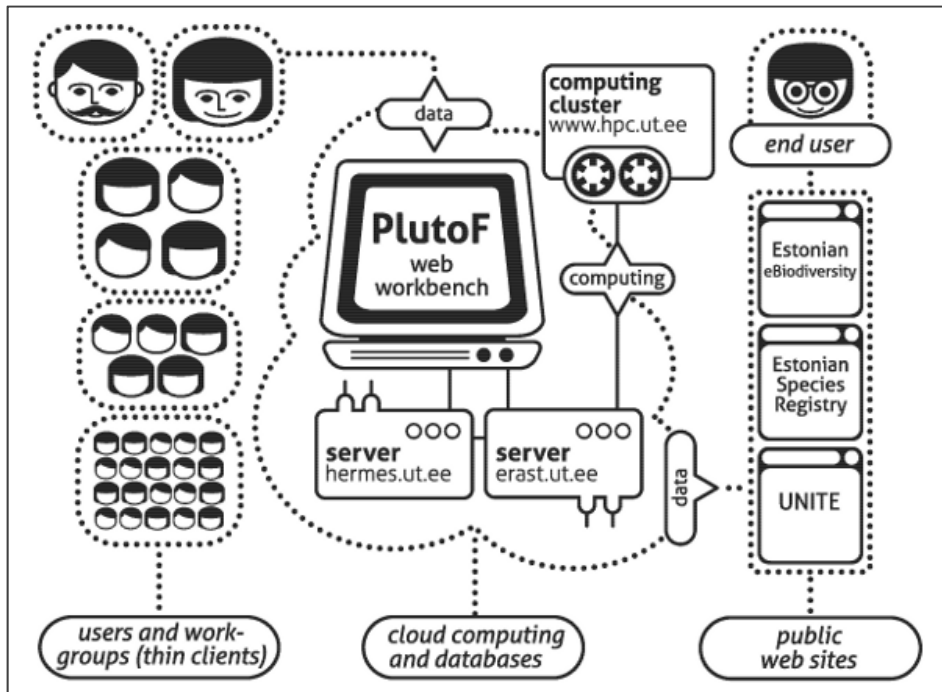 data
computing
cluster
www.hpc.ut.ee
end user
PlutoF
web
workbench
computing
Estonian
eBiodiversity
Estonian
Species
Registry
server
hermes.ut.ee
server
erast.ut.ee
data
UNITE
users and work-
groups (thin clients)
cloud computing
and databases
public
web sites